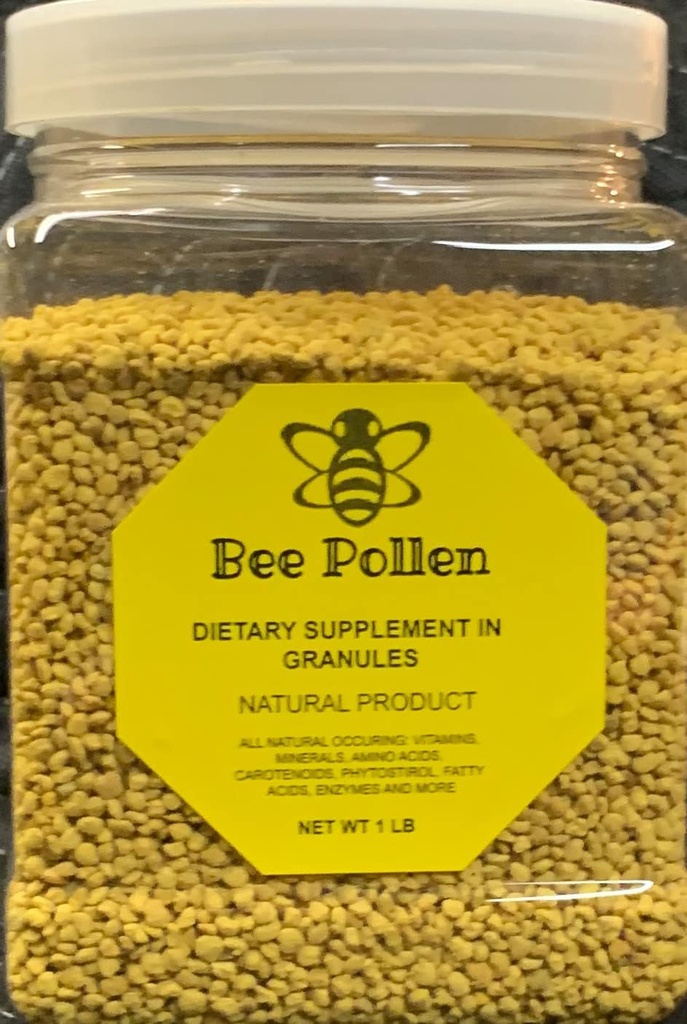 Bee Pollen
DIETARY SUPPLEMENT IN
GRANULES
NATURAL PRODUCT
ALL NATURAL OCCURING: VITAMINS,
MINERALS, AMINO ACIDS,
CAROTENOIDS, PHYTOSTIROL, FATTY
ACIDS, ENZYMES AND MORE
NET WT 1 LB